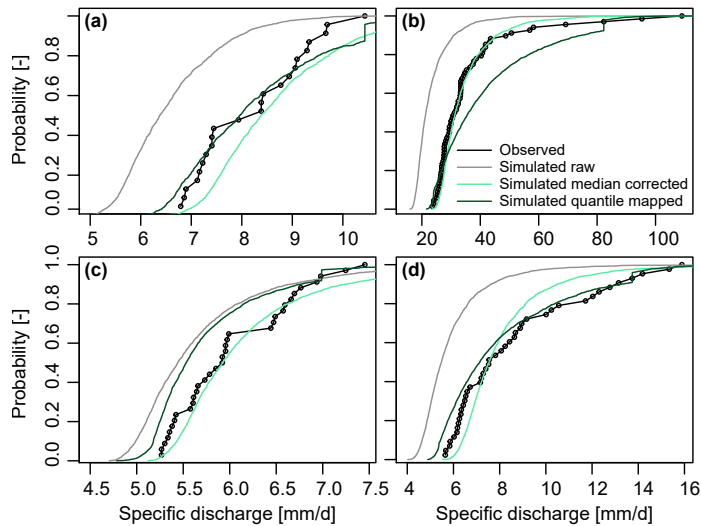 (a)
Probability [-]
0.0 0.2 0.4 0.6 0.8
5 6 7 8 9 10
(b)
Observed
Simulated raw
Simulated median corrected
Simulated quantile mapped
20 40 60 80 100
(c)
Probability [-]
0.0 0.2 0.4 0.6 0.8 1.0
4.5 5.0 5.5 6.0 6.5 7.0 7.5
Specific discharge [mm/d]
(d)
4 6 8 10 12 14 16
Specific discharge [mm/d]